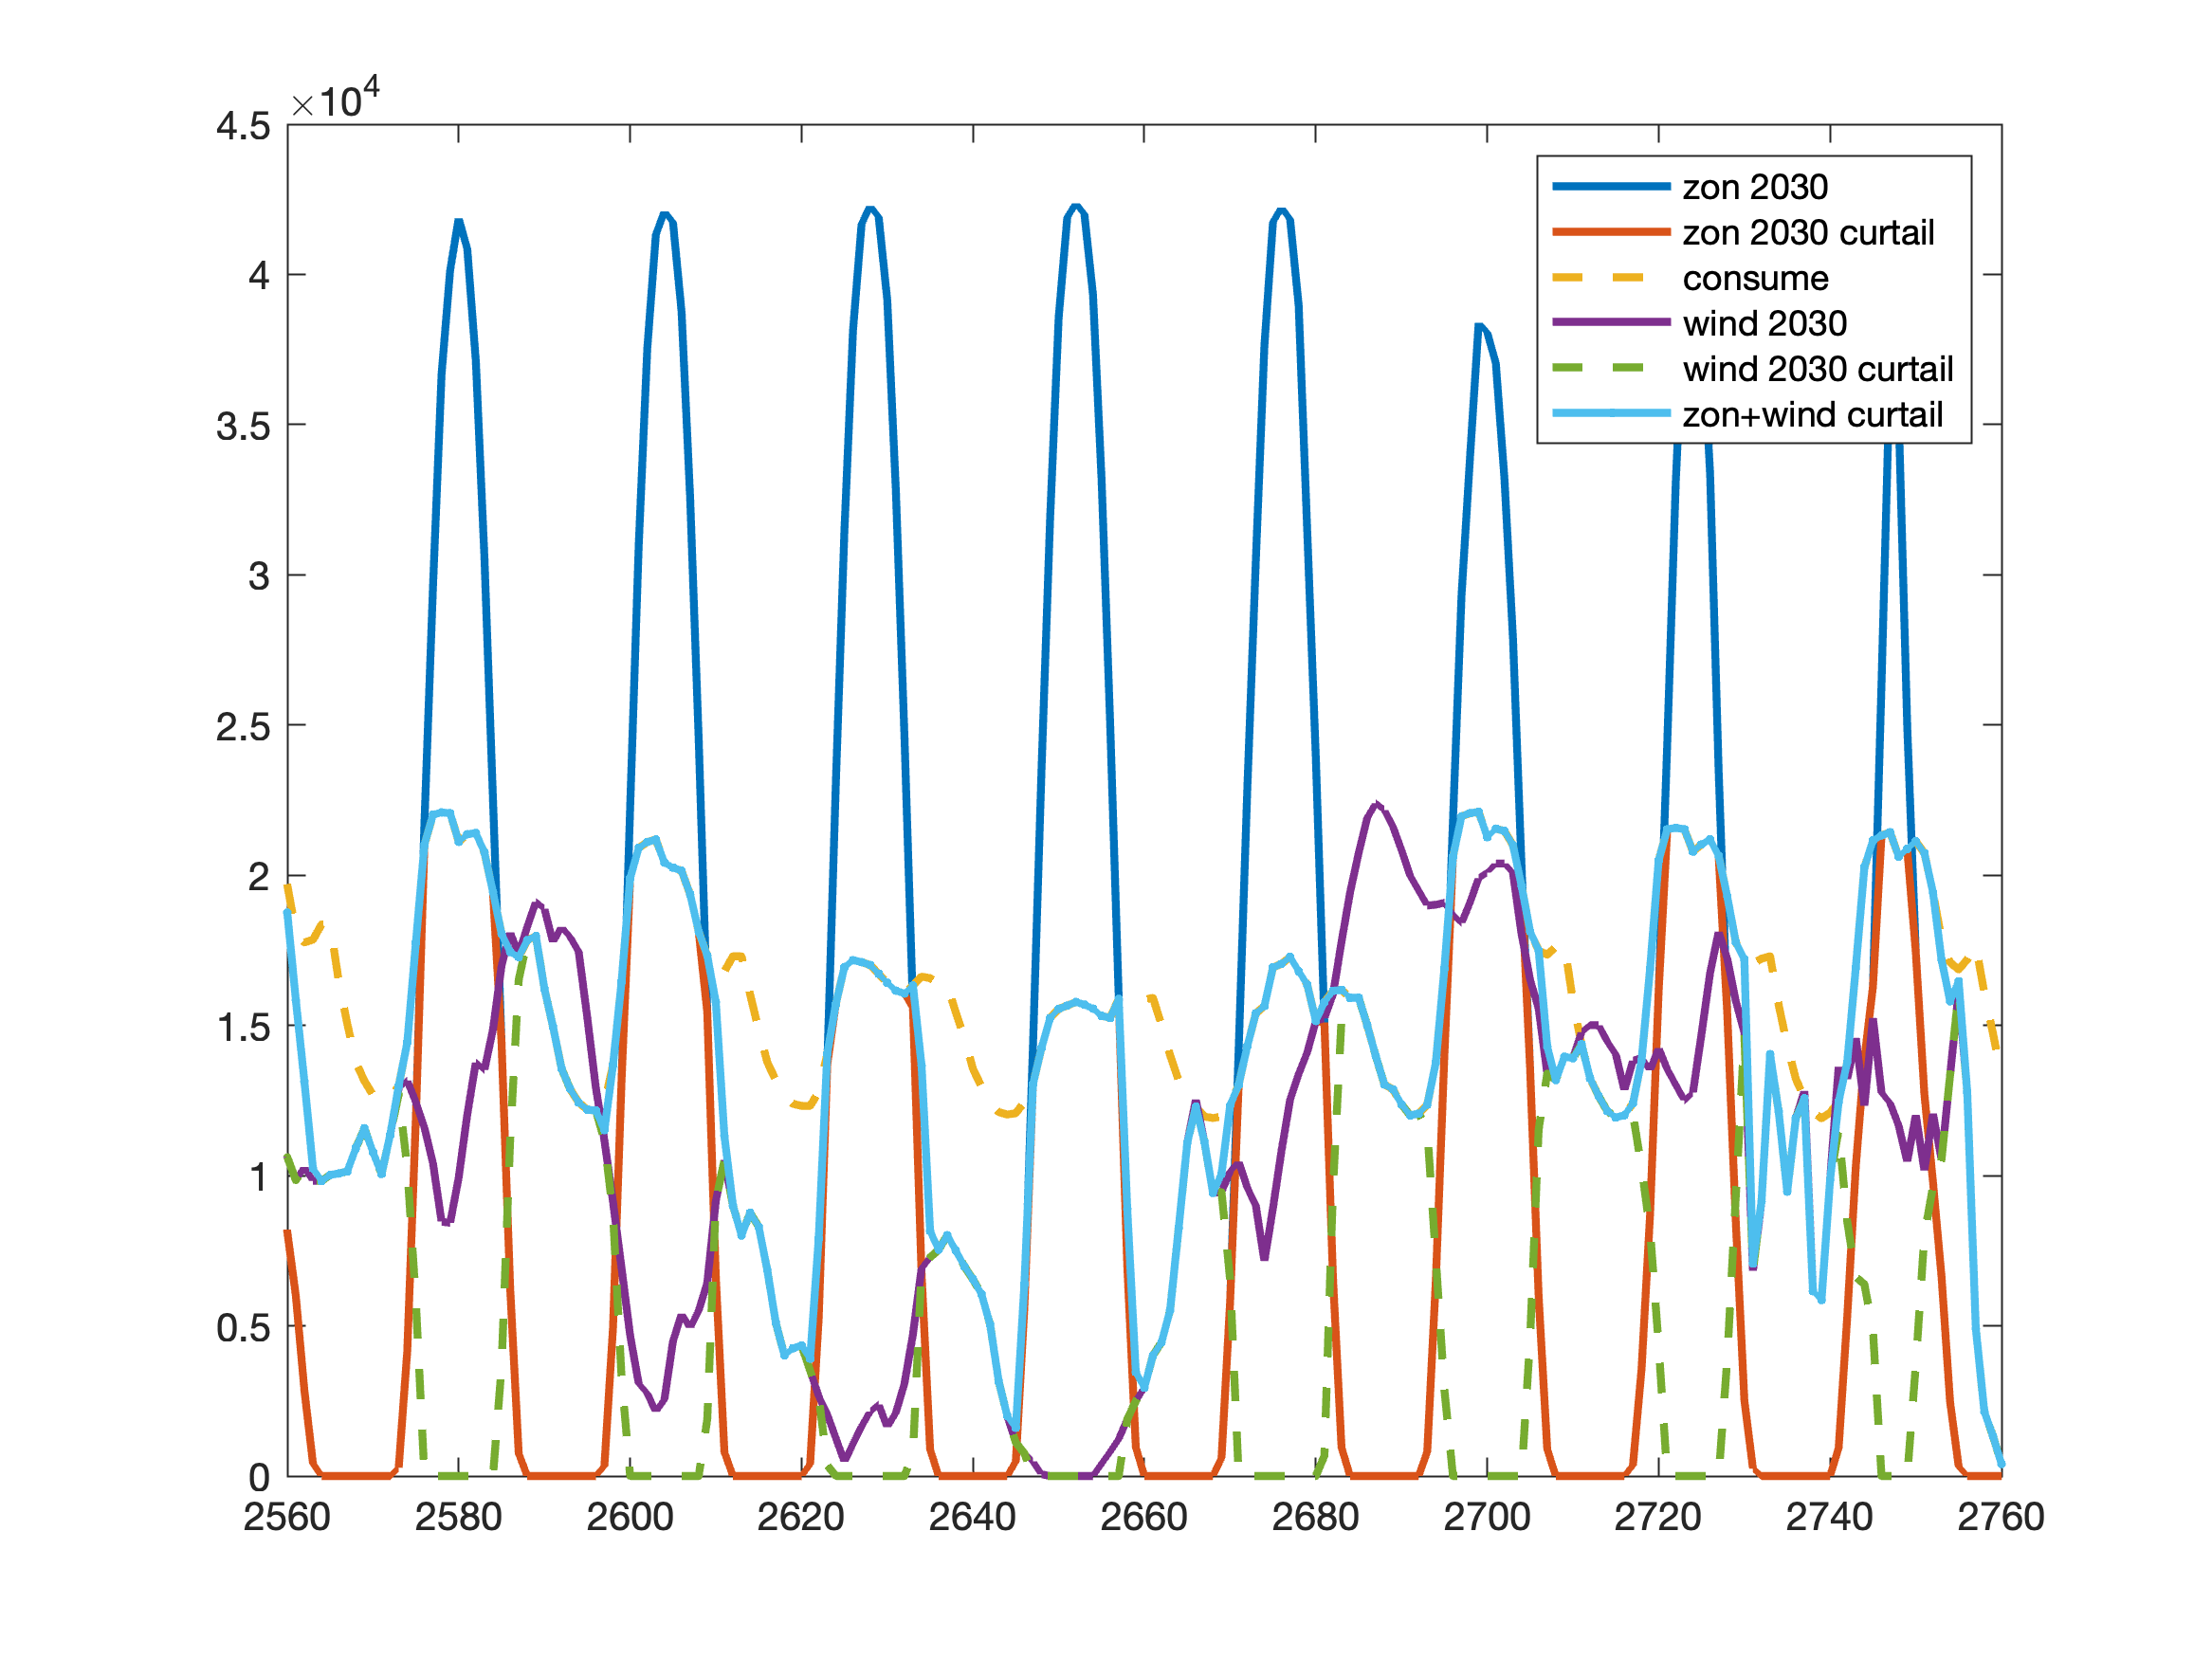 ×10⁴
4.5
4
3.5
3
2.5
2
1.5
1
0.5
0
2560 2580 2600 2620 2640 2660 2680 2700 2720 2740 2760
zon 2030
zon 2030 curtail
consume
wind 2030
wind 2030 curtail
zon+wind curtail